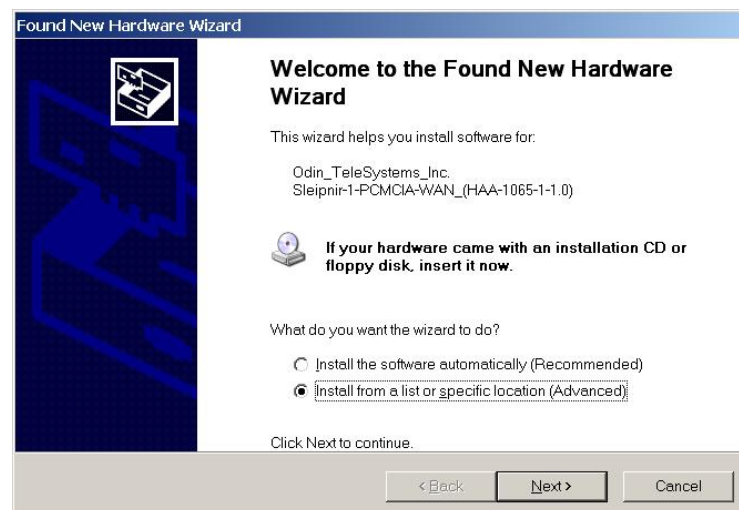 Found New Hardware Wizard
Welcome to the Found New Hardware
Wizard
This wizard helps you install software for:
Odin_TeleSystems_Inc.
Sleipnir-1-PCMCIA-WAN_(HAA-1065-1-1.0)
If your hardware came with an installation CD or
floppy disk, insert it now.
What do you want the wizard to do?
Install the software automatically (Recommended)
Install from a list or specific location (Advanced)
Click Next to continue.
< Back Next > Cancel